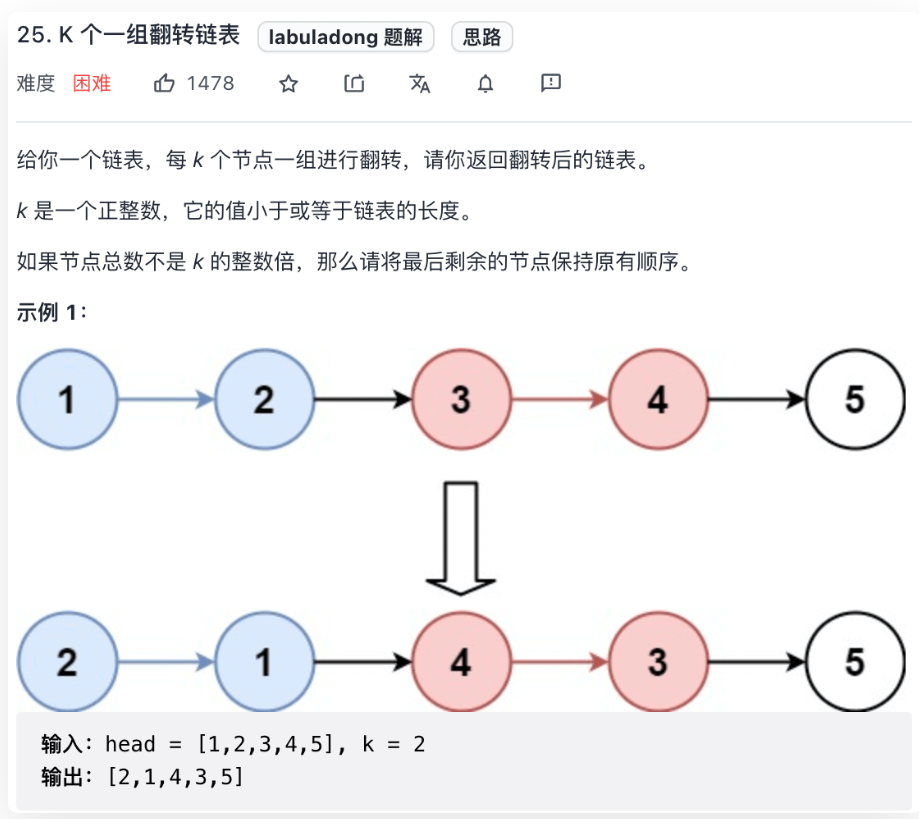 25. K 个一组翻转链表 labuladong 题解 思路
难度 困难 1478
给你一个链表，每 k 个节点一组进行翻转，请你返回翻转后的链表。
k 是一个正整数，它的值小于或等于链表的长度。
如果节点总数不是 k 的整数倍，那么请将最后剩余的节点保持原有顺序。
示例 1：
1 2 3 4 5
2 1 4 3 5
输入：head = [1,2,3,4,5], k = 2
输出：[2,1,4,3,5]